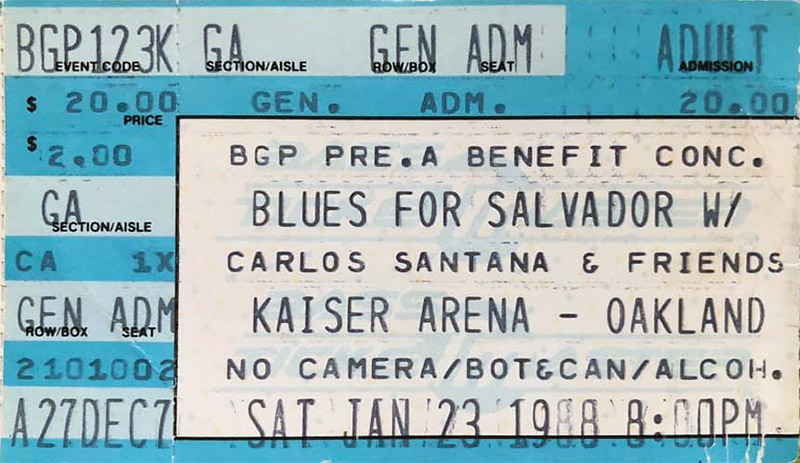 BGP123K GA GEN ADM ADULT
EVENT CODE SECTION/AISLE ROW/BOX SEAT ADMISSION
$ 20.00 GEN. ADM. 20.00
PRICE
$ 2.00
BGP PRE.A BENEFIT CONC.
GA
SECTION/AISLE
BLUES FOR SALVADOR W/
CA 1X
CARLOS SANTANA & FRIENDS
GEN ADM
ROW/BOX SEAT
KAISER ARENA - OAKLAND
2101002
NO CAMERA/BOT&CAN/ALCOH.
A27DEC7
SAT JAN 23 1988 8:00PM